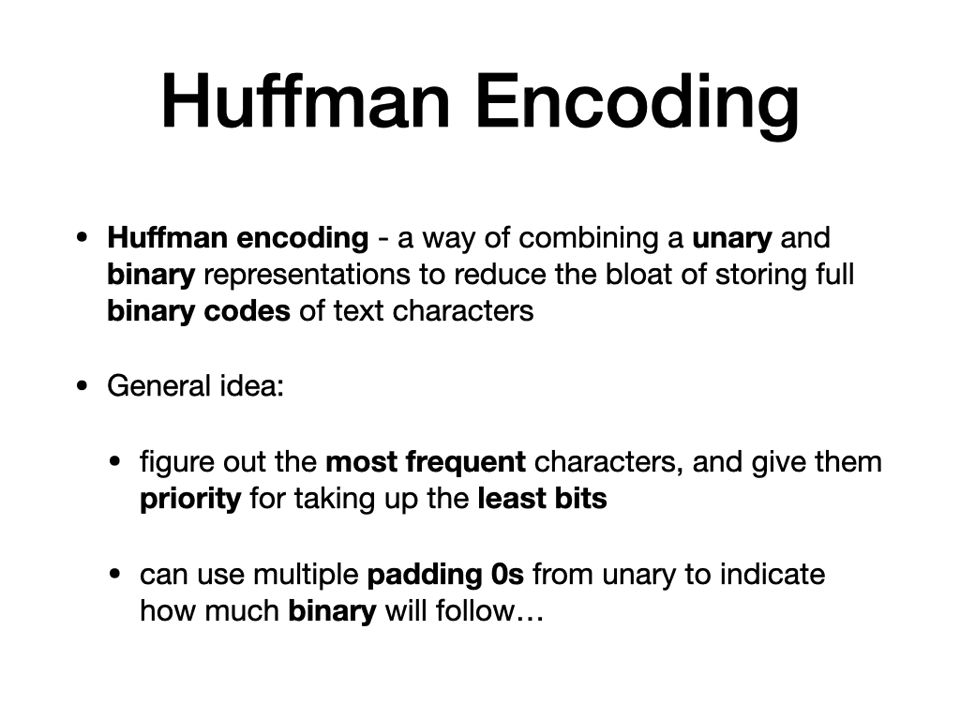 Huffman Encoding
• Huffman encoding - a way of combining a unary and
binary representations to reduce the bloat of storing full
binary codes of text characters
• General idea:
• figure out the most frequent characters, and give them
priority for taking up the least bits
• can use multiple padding 0s from unary to indicate
how much binary will follow…